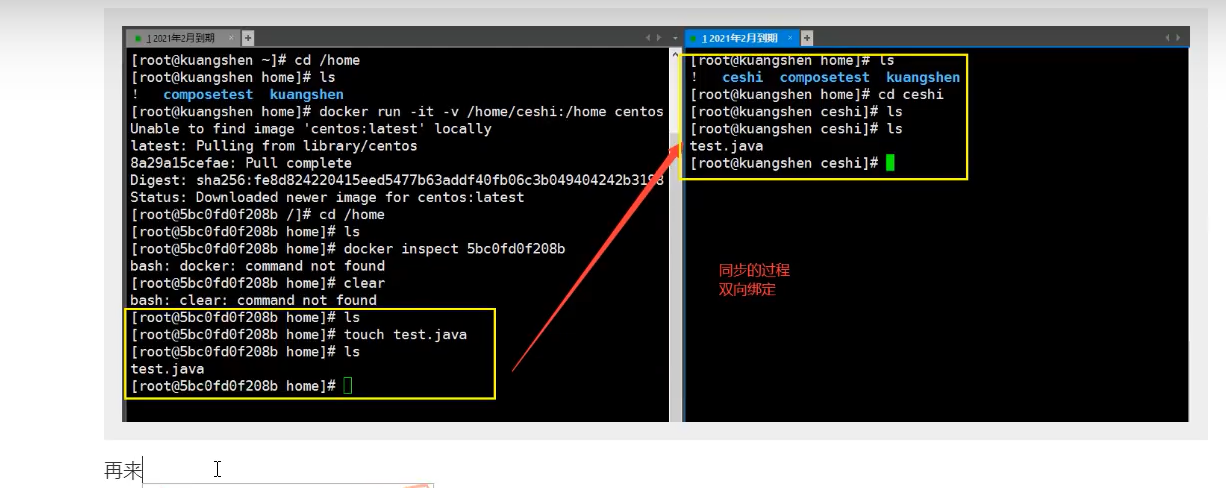 1 2021年2月到期 × +
[root@kuangshen ~]# cd /home
[root@kuangshen home]# ls
!   composetest  kuangshen
[root@kuangshen home]# docker run -it -v /home/ceshi:/home centos
Unable to find image 'centos:latest' locally
latest: Pulling from library/centos
8a29a15cefae: Pull complete
Digest: sha256:fe8d824220415eed5477b63addf40fb06c3b049404242b31
Status: Downloaded newer image for centos:latest
[root@5bc0fd0f208b /]# cd /home
[root@5bc0fd0f208b home]# ls
[root@5bc0fd0f208b home]# docker inspect 5bc0fd0f208b
bash: docker: command not found
[root@5bc0fd0f208b home]# clear
bash: clear: command not found
[root@5bc0fd0f208b home]# ls
[root@5bc0fd0f208b home]# touch test.java
[root@5bc0fd0f208b home]# ls
test.java
[root@5bc0fd0f208b home]#
1 2021年2月到期 × +
[root@kuangshen home]# ls
!   ceshi  composetest  kuangshen
[root@kuangshen home]# cd ceshi
[root@kuangshen ceshi]# ls
[root@kuangshen ceshi]# ls
test.java
[root@kuangshen ceshi]#
同步的过程
双向绑定
再来